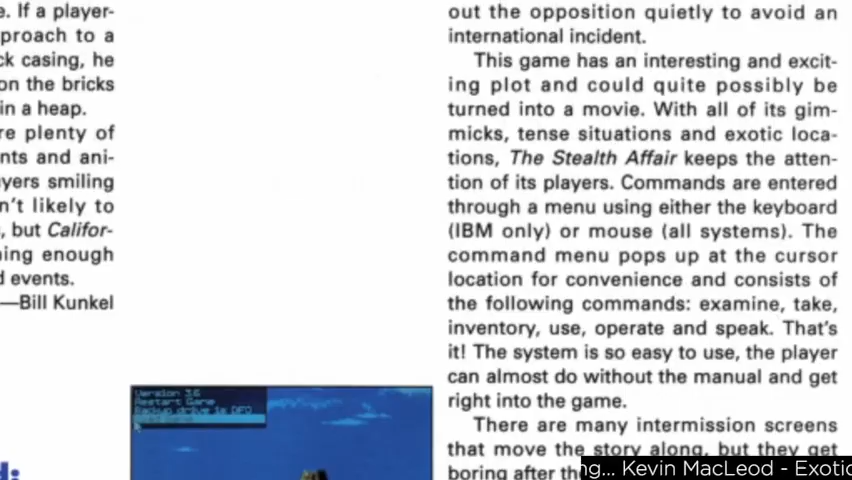 e. If a player-
proach to a
ck casing, he
on the bricks
in a heap.
re plenty of
nts and ani-
yers smiling
n't likely to
, but Califor-
ning enough
d events.
—Bill Kunkel
d:
Version 3.6
Restart Game
Backup drive is DF0
out the opposition quietly to avoid an
international incident.
This game has an interesting and excit-
ing plot and could quite possibly be
turned into a movie. With all of its gim-
micks, tense situations and exotic loca-
tions, The Stealth Affair keeps the atten-
tion of its players. Commands are entered
through a menu using either the keyboard
(IBM only) or mouse (all systems). The
command menu pops up at the cursor
location for convenience and consists of
the following commands: examine, take,
inventory, use, operate and speak. That's
it! The system is so easy to use, the player
can almost do without the manual and get
right into the game.
There are many intermission screens
that move the story along, but they get
boring after th
ng... Kevin MacLeod - Exotic